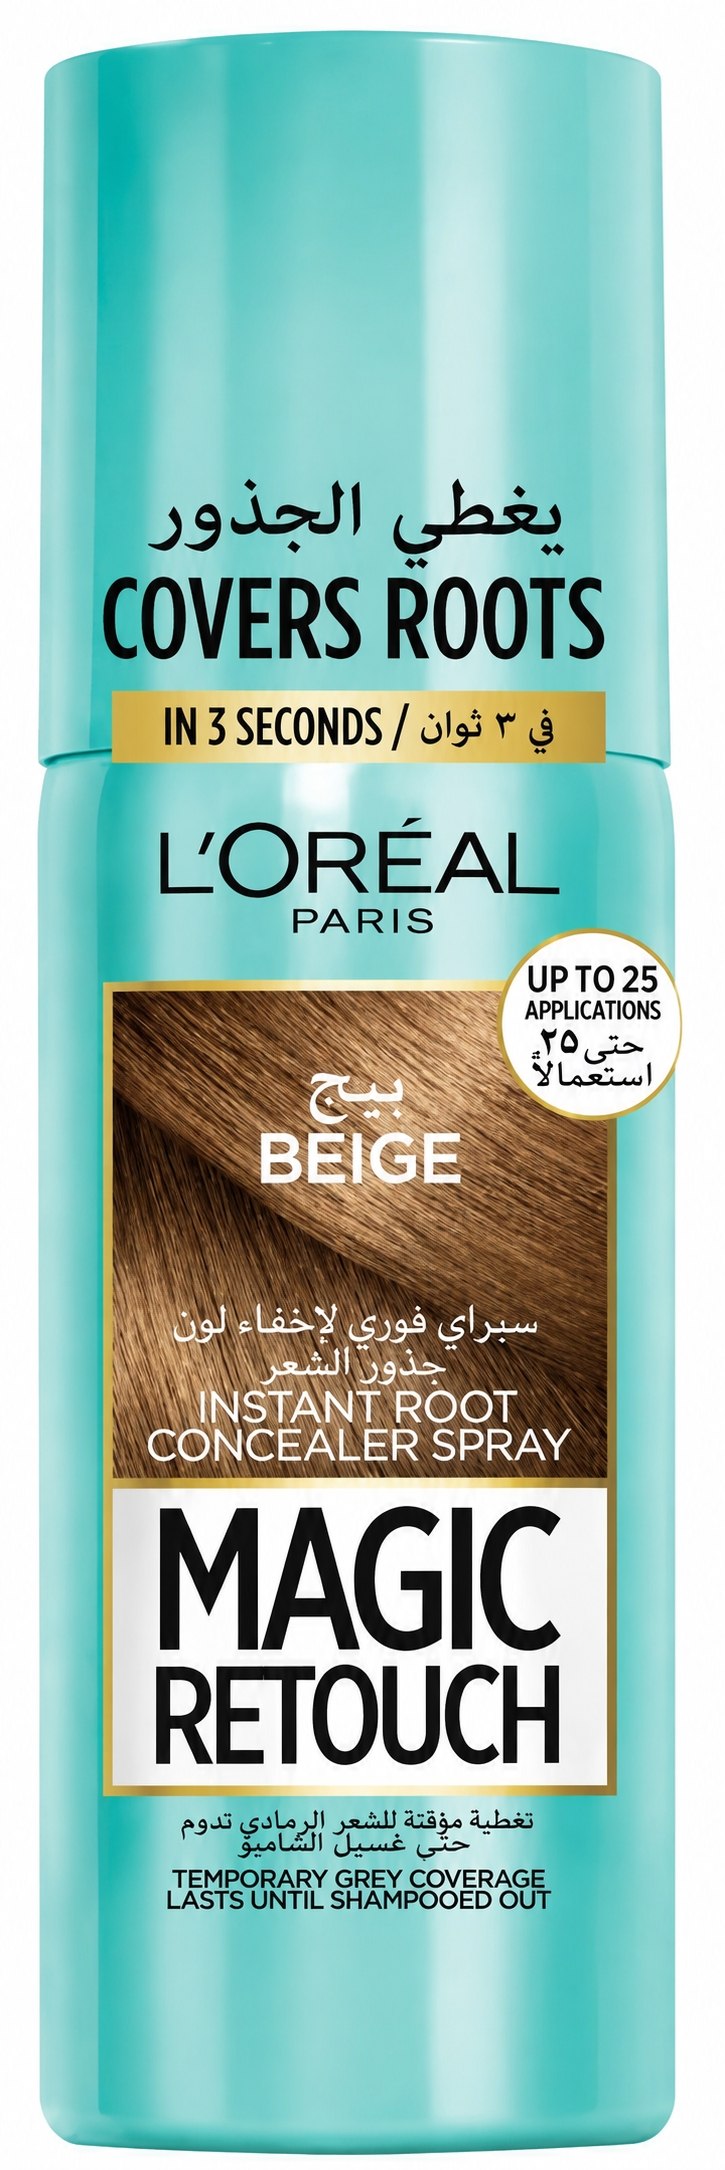 يغطي الجذور
COVERS ROOTS
IN 3 SECONDS / في ٣ ثوان
L'ORÉAL
PARIS
UP TO 25
APPLICATIONS
حتى ٢٥
استعمالاً
بيج
BEIGE
سبراي فوري لإخفاء لون
جذور الشعر
INSTANT ROOT
CONCEALER SPRAY
MAGIC
RETOUCH
تغطية مؤقتة للشعر الرمادي تدوم
حتى غسيل الشامبو
TEMPORARY GREY COVERAGE
LASTS UNTIL SHAMPOOED OUT